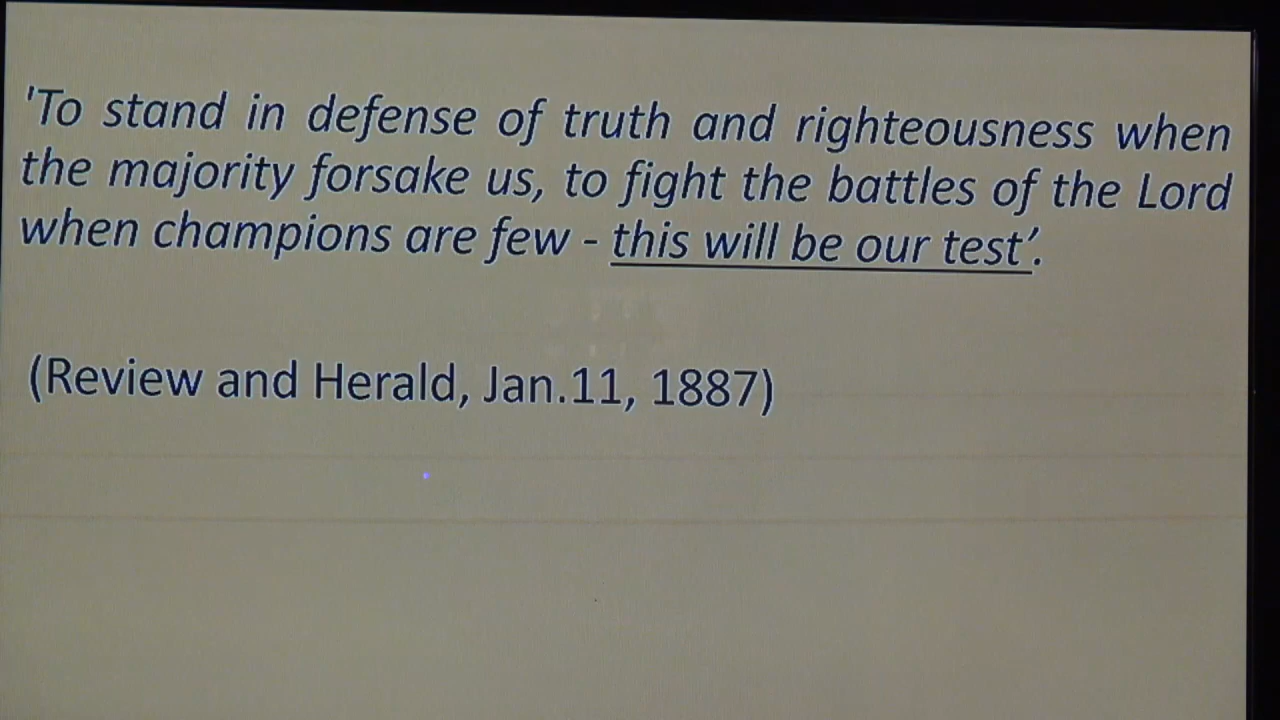 'To stand in defense of truth and righteousness when
the majority forsake us, to fight the battles of the Lord
when champions are few - this will be our test’.
(Review and Herald, Jan.11, 1887)